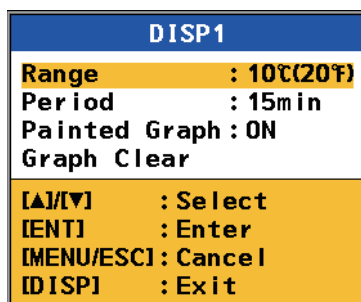 DISP1
Range : 10℃(20℉)
Period : 15min
Painted Graph : ON
Graph Clear
[▲]/[▼] : Select
[ENT] : Enter
[MENU/ESC] : Cancel
[DISP] : Exit